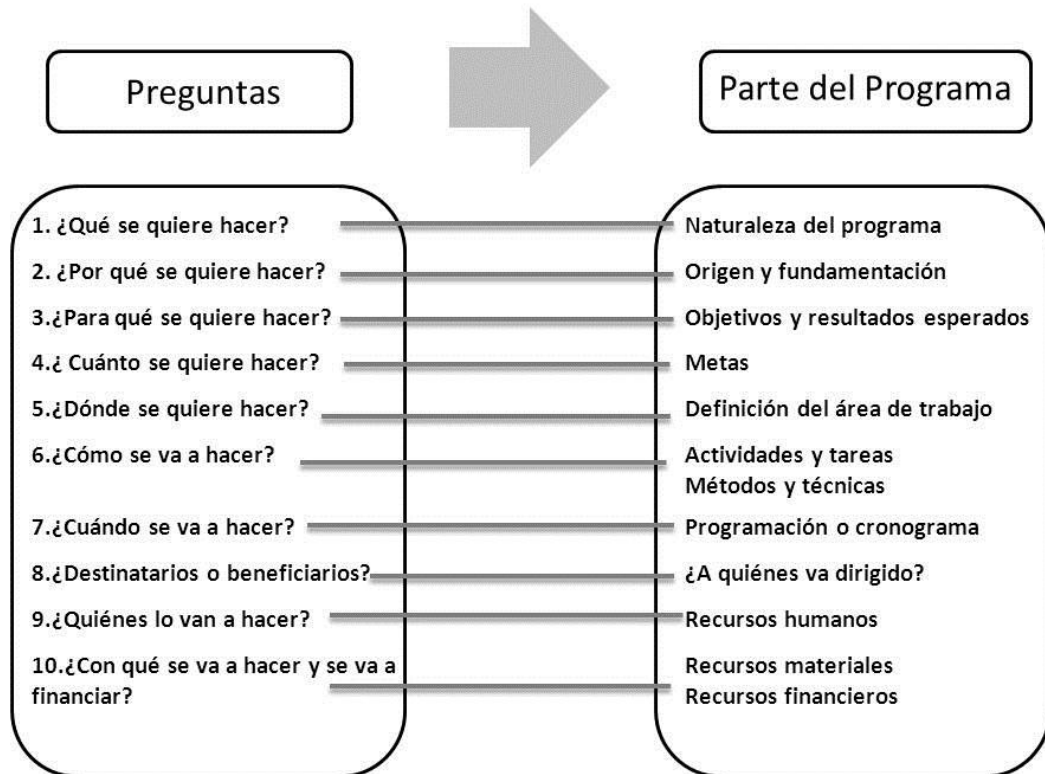 Preguntas
Parte del Programa
1. ¿Qué se quiere hacer?
Naturaleza del programa
2. ¿Por qué se quiere hacer?
Origen y fundamentación
3.¿Para qué se quiere hacer?
Objetivos y resultados esperados
4.¿ Cuánto se quiere hacer?
Metas
5.¿Dónde se quiere hacer?
Definición del área de trabajo
6.¿Cómo se va a hacer?
Actividades y tareas
Métodos y técnicas
7.¿Cuándo se va a hacer?
Programación o cronograma
8.¿Destinatarios o beneficiarios?
¿A quiénes va dirigido?
9.¿Quiénes lo van a hacer?
Recursos humanos
10.¿Con qué se va a hacer y se va a
financiar?
Recursos materiales
Recursos financieros